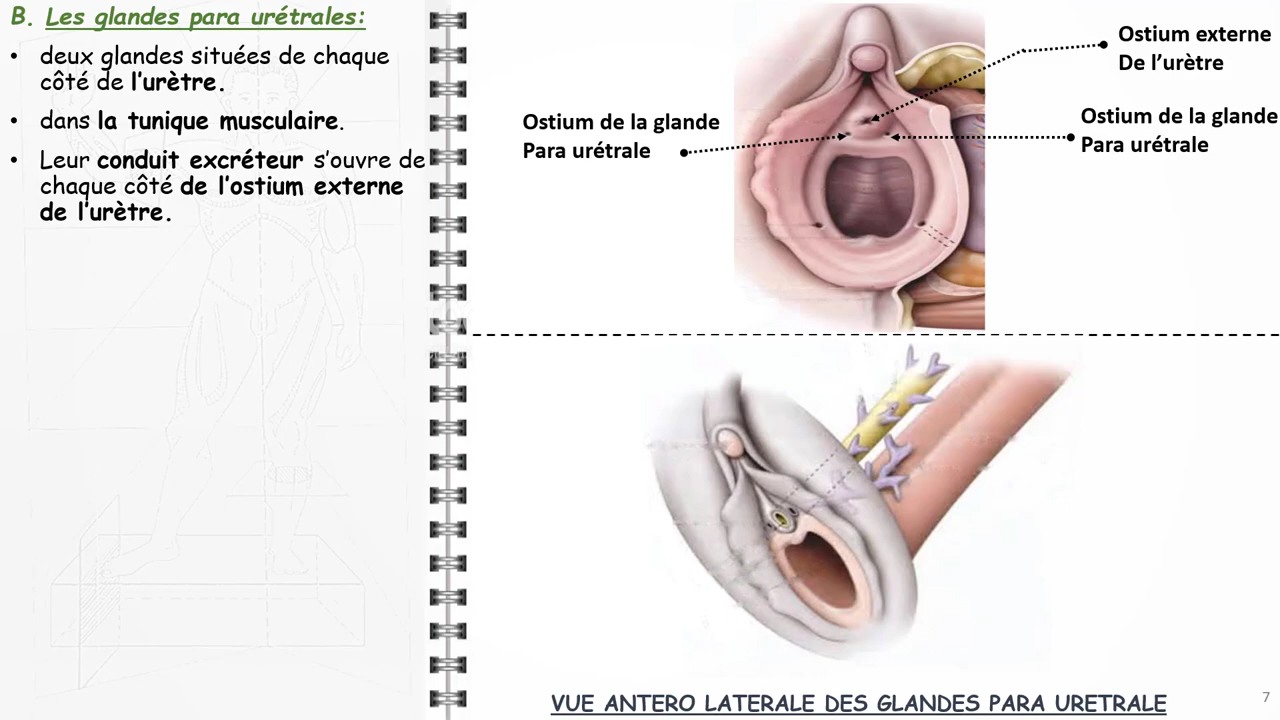 B. Les glandes para urétrales:
• deux glandes situées de chaque
côté de l'urètre.
• dans la tunique musculaire.
• Leur conduit excréteur s'ouvre de
chaque côté de l'ostium externe
de l'urètre.
Ostium externe
De l'urètre
Ostium de la glande
Para urétrale
Ostium de la glande
Para urétrale
VUE ANTERO LATERALE DES GLANDES PARA URETRALE
7